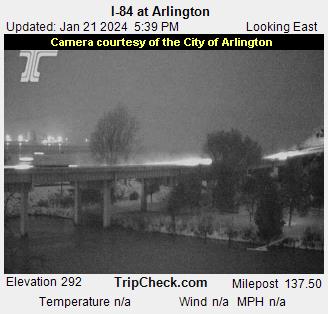 I-84 at Arlington
Updated: Jan 21 2024 5:39 PM Looking East
Camera courtesy of the City of Arlington
Elevation 292 TripCheck.com Milepost 137.50
Temperature n/a Wind n/a MPH n/a